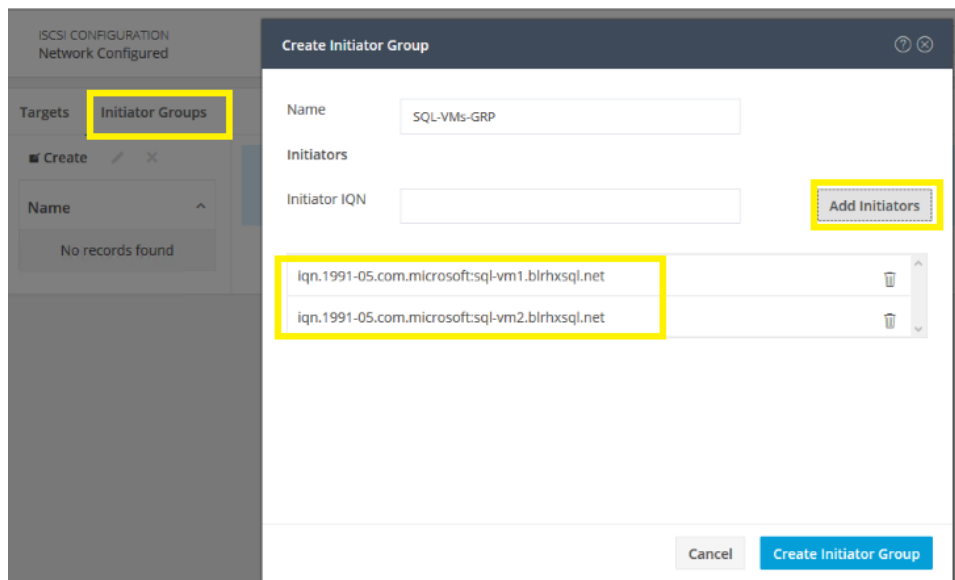 ISCSI CONFIGURATION
Network Configured
Targets
Initiator Groups
Create
Name
No records found
Create Initiator Group
Name
SQL-VMs-GRP
Initiators
Initiator IQN
Add Initiators
iqn.1991-05.com.microsoft:sql-vm1.blrhxsql.net
iqn.1991-05.com.microsoft:sql-vm2.blrhxsql.net
Cancel
Create Initiator Group